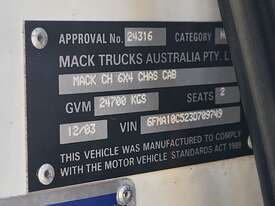 APPROVAL No. 24316 CATEGORY
MACK TRUCKS AUSTRALIA PTY.
MACK CH 6X4 CHAS CAB
GVM 24700 KGS SEATS 2
12/03 VIN 6FMA10C523D709749
THIS VEHICLE WAS MANUFACTURED TO COMPLY
WITH THE MOTOR VEHICLE STANDARDS ACT 1989